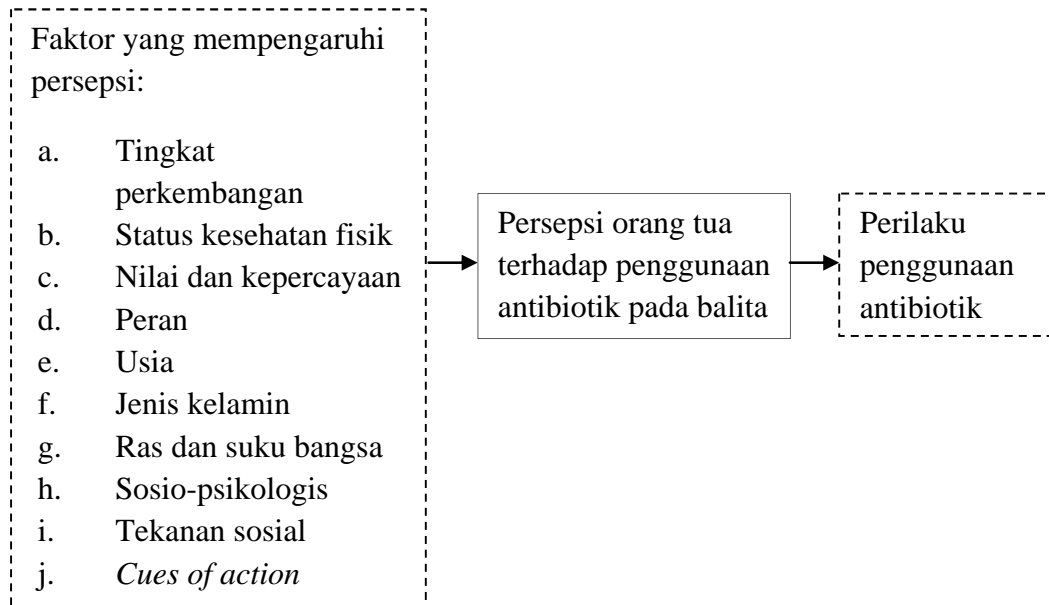 Faktor yang mempengaruhi
persepsi:
a. Tingkat
perkembangan
b. Status kesehatan fisik
c. Nilai dan kepercayaan
d. Peran
e. Usia
f. Jenis kelamin
g. Ras dan suku bangsa
h. Sosio-psikologis
i. Tekanan sosial
j. Cues of action
Persepsi orang tua
terhadap penggunaan
antibiotik pada balita
Perilaku
penggunaan
antibiotik